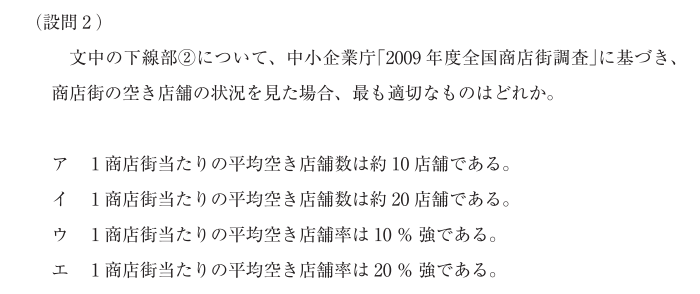 （設問２）
文中の下線部②について、中小企業庁「2009 年度全国商店街調査」に基づき、
商店街の空き店舗の状況を見た場合、最も適切なものはどれか。
ア　１商店街当たりの平均空き店舗数は約 10 店舗である。
イ　１商店街当たりの平均空き店舗数は約 20 店舗である。
ウ　１商店街当たりの平均空き店舗率は 10 % 強である。
エ　１商店街当たりの平均空き店舗率は 20 % 強である。